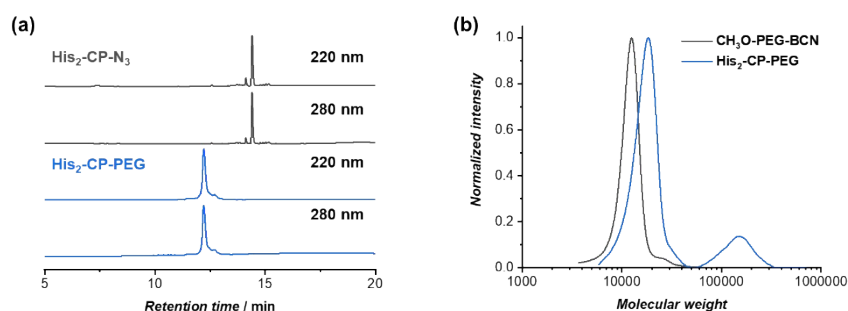 (a)
His₂-CP-N₃
220 nm
280 nm
His₂-CP-PEG
220 nm
280 nm
5 10 15 20
Retention time / min
(b)
CH₃O-PEG-BCN
His₂-CP-PEG
1.0
0.8
0.6
0.4
0.2
0.0
Normalized intensity
1000 10000 100000 1000000
Molecular weight